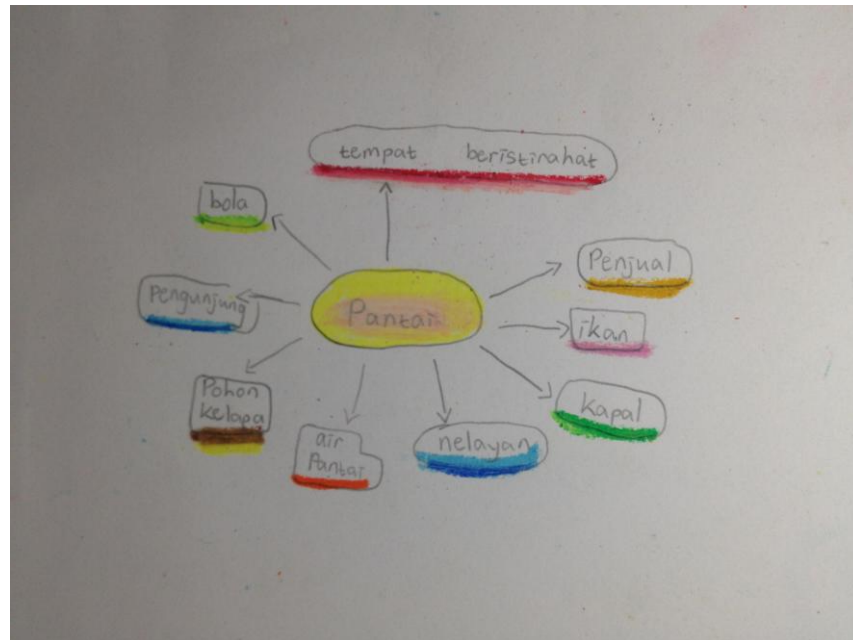 tempat beristirahat
bola
Penjual
Pengunjung
Pantai
ikan
Pohon
kelapa
kapal
air
Pantai
nelayan